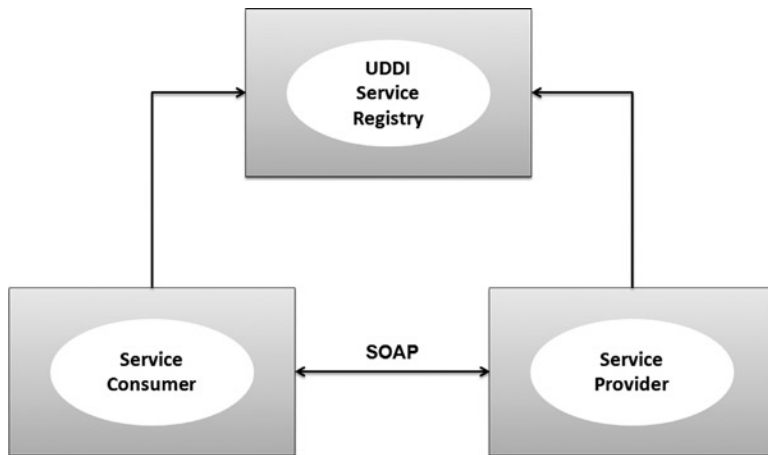 UDDI
Service
Registry
SOAP
Service
Consumer
Service
Provider